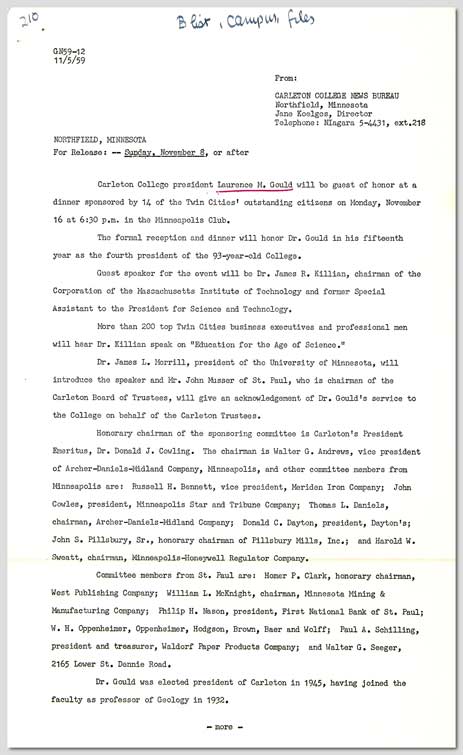 210
B list, campus, files
GN59-12
11/5/59
From:
CARLETON COLLEGE NEWS BUREAU
Northfield, Minnesota
Jane Koelges, Director
Telephone: NIagara 5-4431, ext.218
NORTHFIELD, MINNESOTA
For Release: -- Sunday, November 8, or after
Carleton College president Laurence M. Gould will be guest of honor at a
dinner sponsored by 14 of the Twin Cities' outstanding citizens on Monday, November
16 at 6:30 p.m. in the Minneapolis Club.
The formal reception and dinner will honor Dr. Gould in his fifteenth
year as the fourth president of the 93-year-old College.
Guest speaker for the event will be Dr. James R. Killian, chairman of the
Corporation of the Massachusetts Institute of Technology and former Special
Assistant to the President for Science and Technology.
More than 200 top Twin Cities business executives and professional men
will hear Dr. Killian speak on "Education for the Age of Science."
Dr. James L. Morrill, president of the University of Minnesota, will
introduce the speaker and Mr. John Musser of St. Paul, who is chairman of the
Carleton Board of Trustees, will give an acknowledgement of Dr. Gould's service to
the College on behalf of the Carleton Trustees.
Honorary chairman of the sponsoring committee is Carleton's President
Emeritus, Dr. Donald J. Cowling. The chairman is Walter G. Andrews, vice president
of Archer-Daniels-Midland Company, Minneapolis, and other committee members from
Minneapolis are: Russell H. Bennett, vice president, Meriden Iron Company; John
Cowles, president, Minneapolis Star and Tribune Company; Thomas L. Daniels,
chairman, Archer-Daniels-Midland Company; Donald C. Dayton, president, Dayton's;
John S. Pillsbury, Sr., honorary chairman of Pillsbury Mills, Inc.; and Harold W.
Sweatt, chairman, Minneapolis-Honeywell Regulator Company.
Committee members from St. Paul are: Homer P. Clark, honorary chairman,
West Publishing Company; William L. McKnight, chairman, Minnesota Mining &
Manufacturing Company; Philip H. Nason, president, First National Bank of St. Paul;
W. H. Oppenheimer, Oppenheimer, Hodgson, Brown, Baer and Wolff; Paul A. Schilling,
president and treasurer, Waldorf Paper Products Company; and Walter G. Seeger,
2165 Lower St. Dennis Road.
Dr. Gould was elected president of Carleton in 1945, having joined the
faculty as professor of Geology in 1932.
- more -